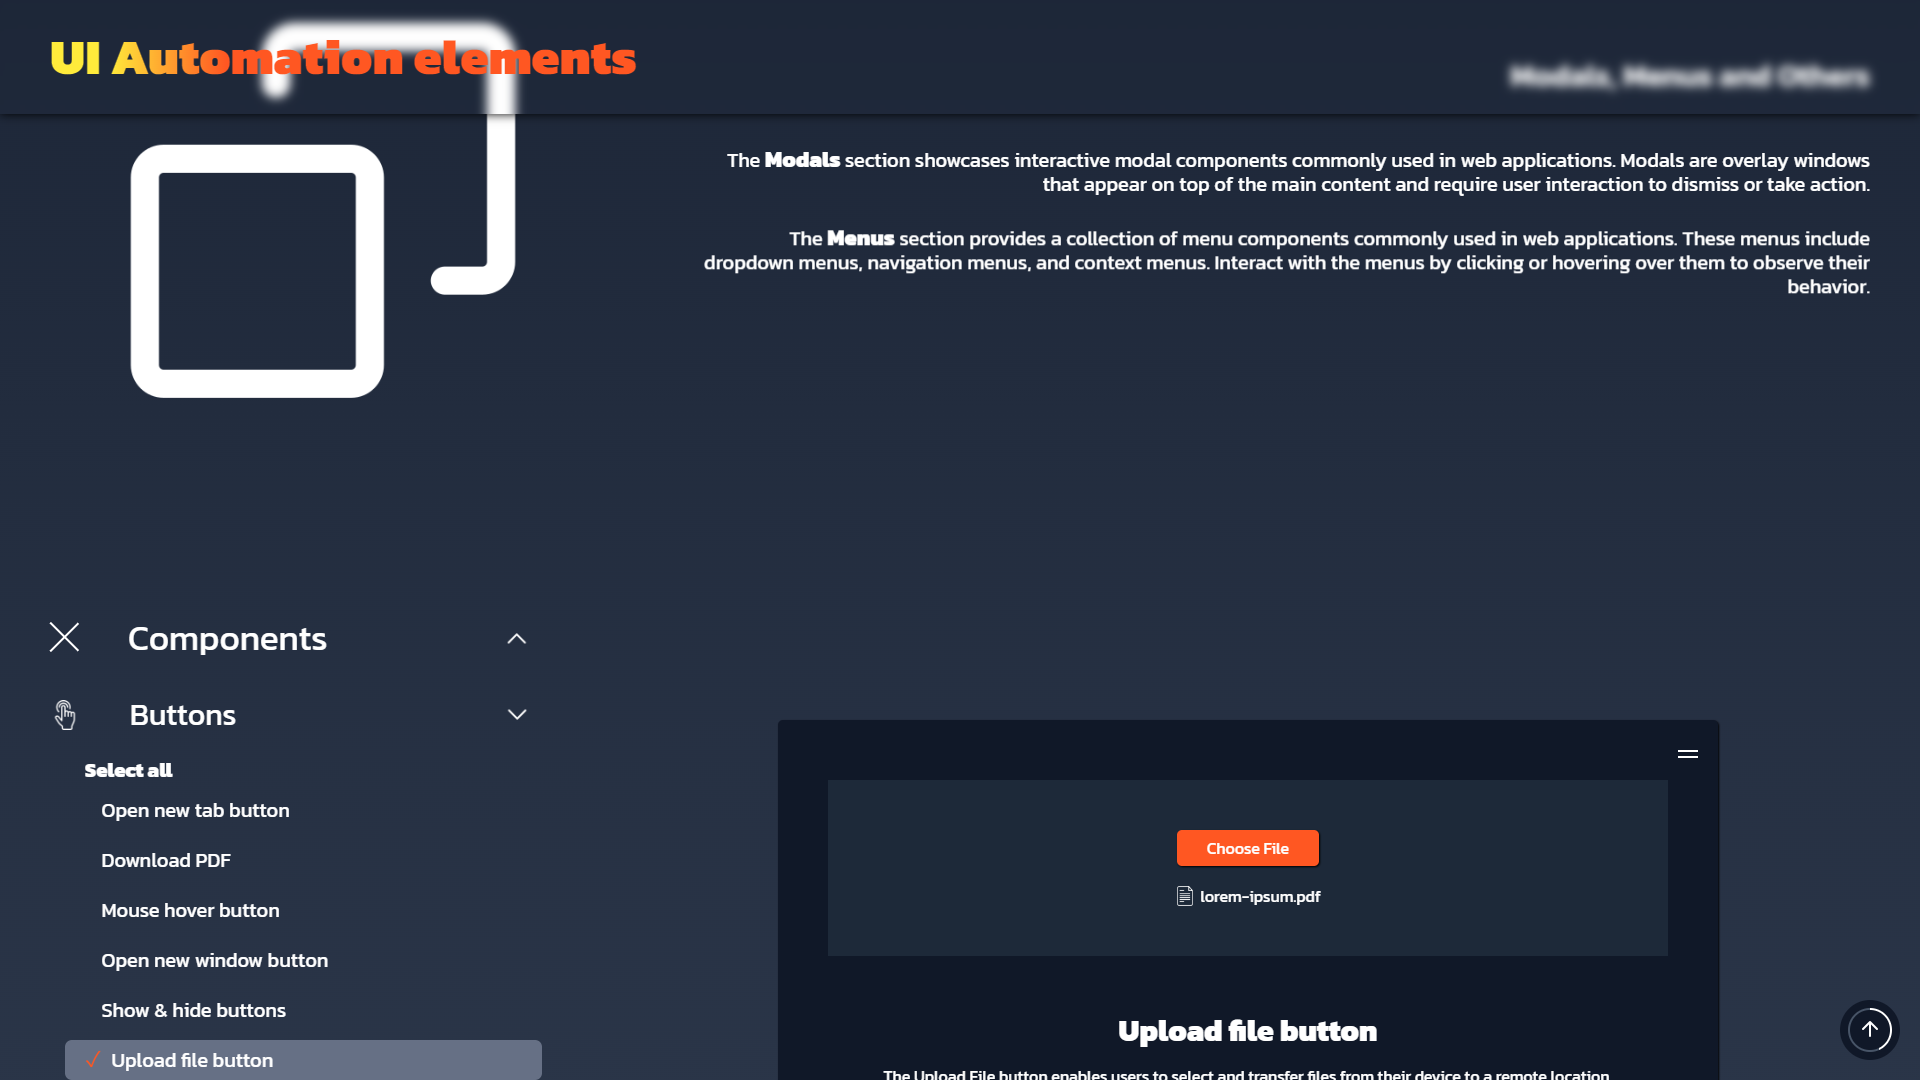 UI Automation elements
Modals, Menus and Others
The Modals section showcases interactive modal components commonly used in web applications. Modals are overlay windows
that appear on top of the main content and require user interaction to dismiss or take action.
The Menus section provides a collection of menu components commonly used in web applications. These menus include
dropdown menus, navigation menus, and context menus. Interact with the menus by clicking or hovering over them to observe their
behavior.
Components
Buttons
Select all
Open new tab button
Download PDF
Mouse hover button
Open new window button
Show & hide buttons
Upload file button
Choose File
lorem-ipsum.pdf
Upload file button
The Upload File button enables users to select and transfer files from their device to a remote location